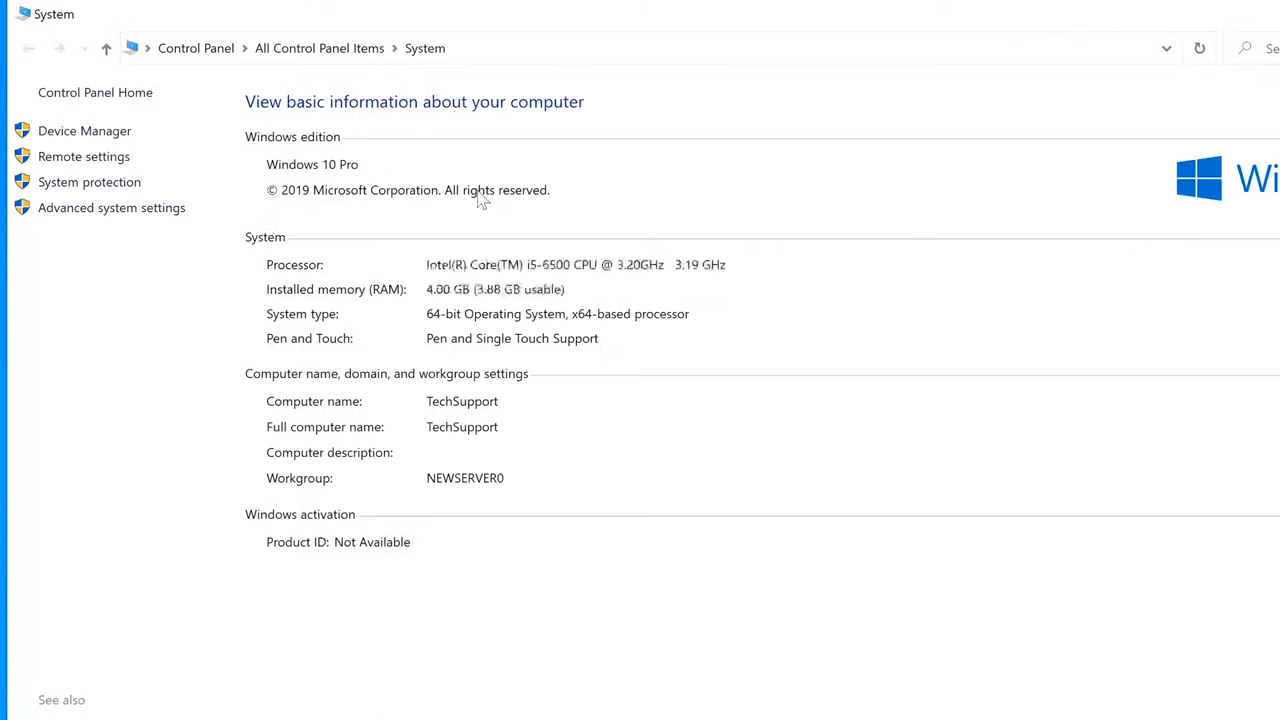 System
Control Panel > All Control Panel Items > System
Se
Control Panel Home
Device Manager
Remote settings
System protection
Advanced system settings
View basic information about your computer
Windows edition
Windows 10 Pro
© 2019 Microsoft Corporation. All rights reserved.
Wi
System
Processor: Intel(R) Core(TM) i5-6500 CPU @ 3.20GHz 3.19 GHz
Installed memory (RAM): 4.00 GB (3.88 GB usable)
System type: 64-bit Operating System, x64-based processor
Pen and Touch: Pen and Single Touch Support
Computer name, domain, and workgroup settings
Computer name: TechSupport
Full computer name: TechSupport
Computer description:
Workgroup: NEWSERVER0
Windows activation
Product ID: Not Available
See also